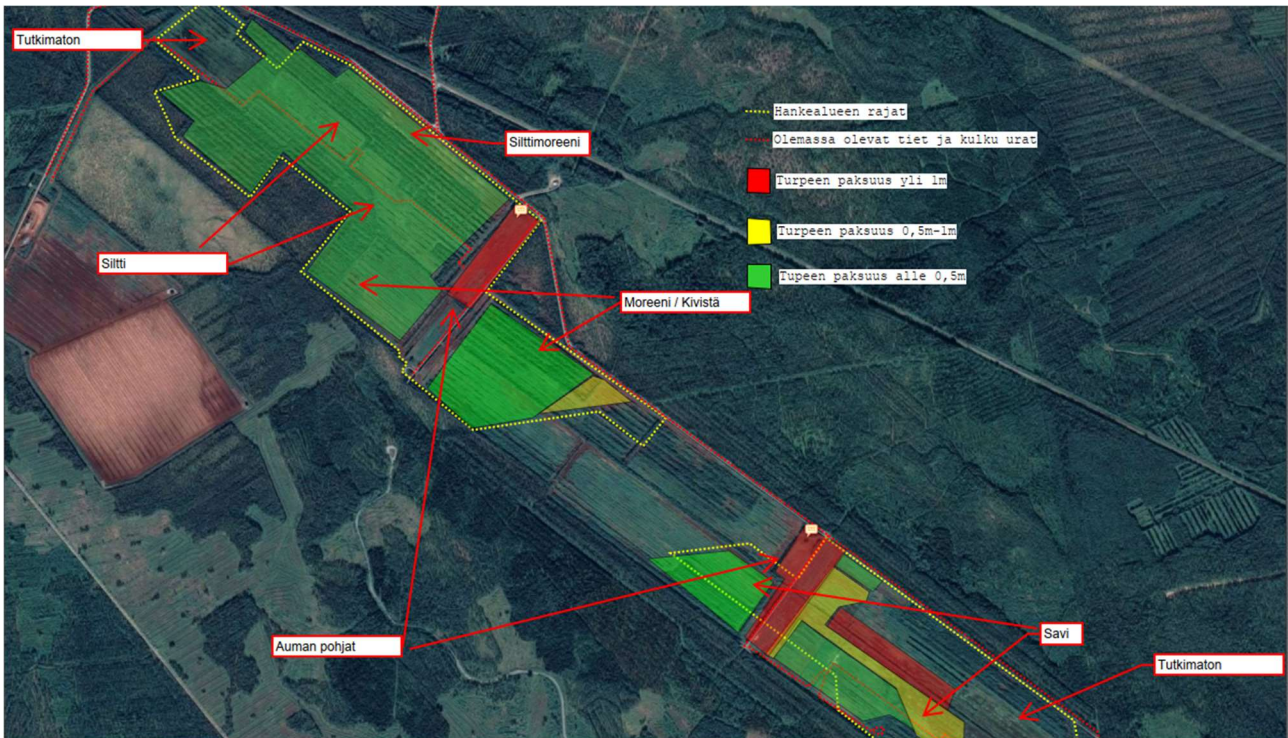 Tutkimaton
Hankealueen rajat
Olemassa olevat tiet ja kulku urat
Silttimoreeni
Turpeen paksuus yli 1m
Turpeen paksuus 0,5m-1m
Siltti
Tupeen paksuus alle 0,5m
Moreeni / Kivistä
Auman pohjat
Savi
Tutkimaton